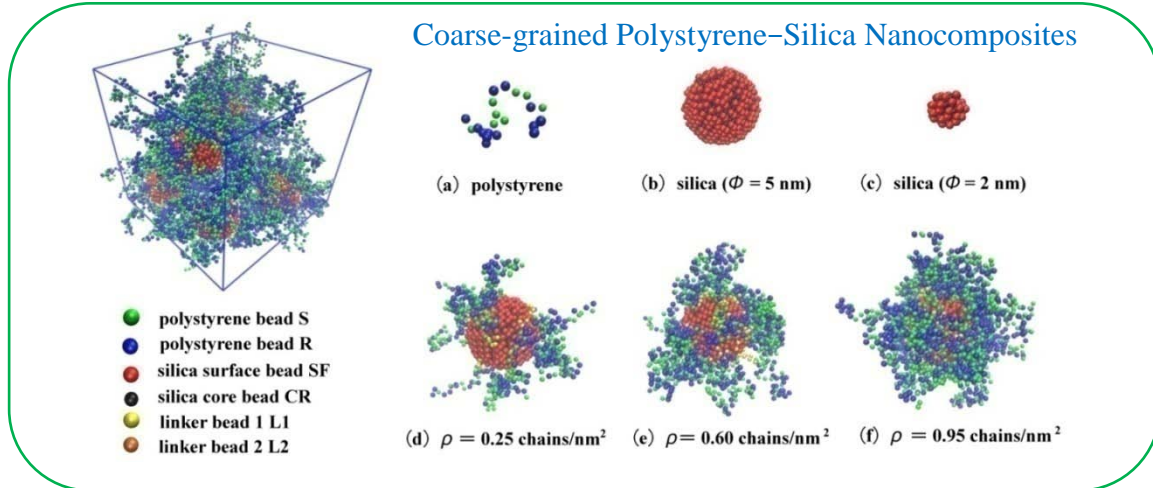 Coarse-grained Polystyrene–Silica Nanocomposites
(a) polystyrene
(b) silica (Φ = 5 nm)
(c) silica (Φ = 2 nm)
polystyrene bead S
polystyrene bead R
silica surface bead SF
silica core bead CR
linker bead 1 L1
linker bead 2 L2
(d) ρ = 0.25 chains/nm²
(e) ρ= 0.60 chains/nm²
(f) ρ = 0.95 chains/nm²